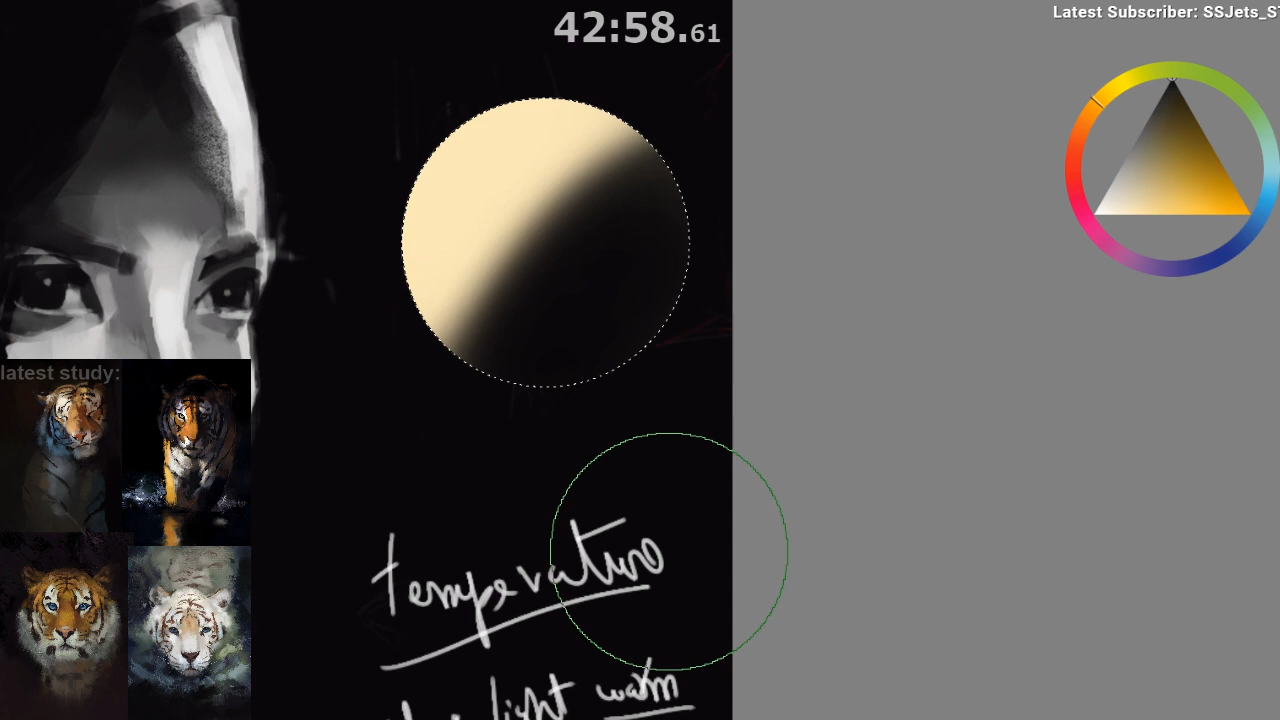 42:58.61
Latest Subscriber: SSJets_S
latest study:
temperature
light warm